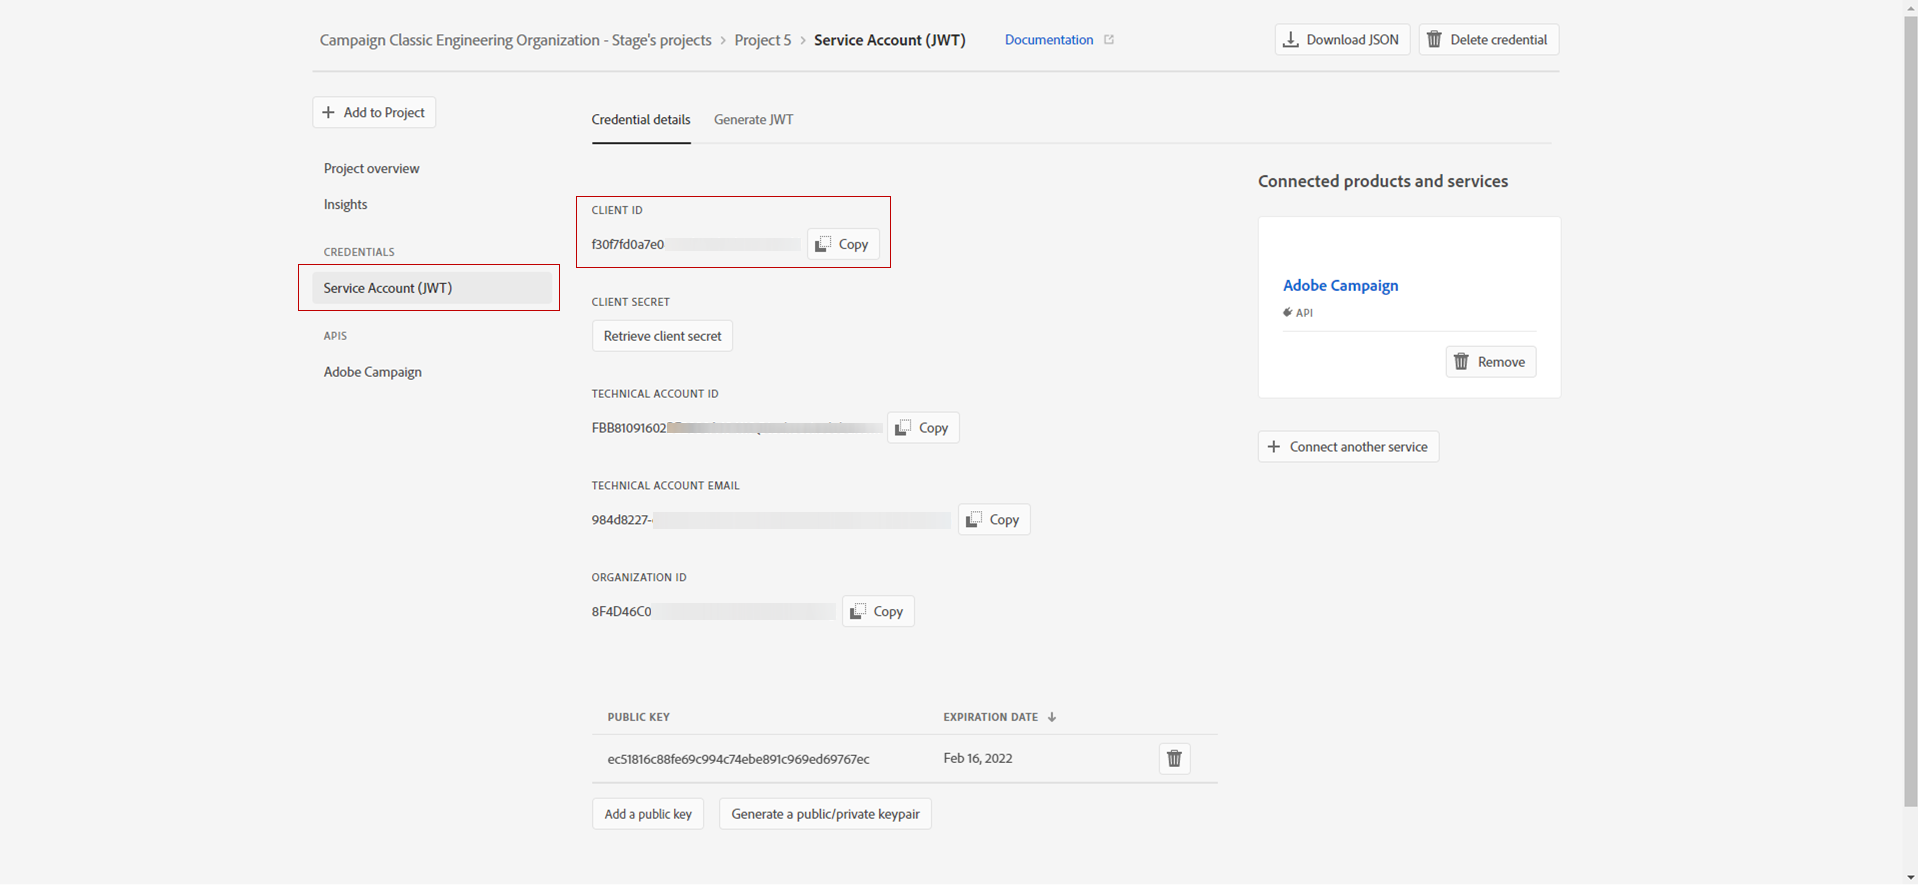 Campaign Classic Engineering Organization - Stage's projects > Project 5 > Service Account (JWT) Documentation Download JSON Delete credential
+ Add to Project
Project overview
Insights
CREDENTIALS
Service Account (JWT)
APIS
Adobe Campaign
Credential details Generate JWT
CLIENT ID
f30f7fd0a7e0 Copy
CLIENT SECRET
Retrieve client secret
TECHNICAL ACCOUNT ID
FBB81091602 Copy
TECHNICAL ACCOUNT EMAIL
984d8227- Copy
ORGANIZATION ID
8F4D46C0 Copy
PUBLIC KEY EXPIRATION DATE ↓
ec51816c88fe69c994c74ebe891c969ed69767ec Feb 16, 2022
Add a public key Generate a public/private keypair
Connected products and services
Adobe Campaign
API
Remove
+ Connect another service